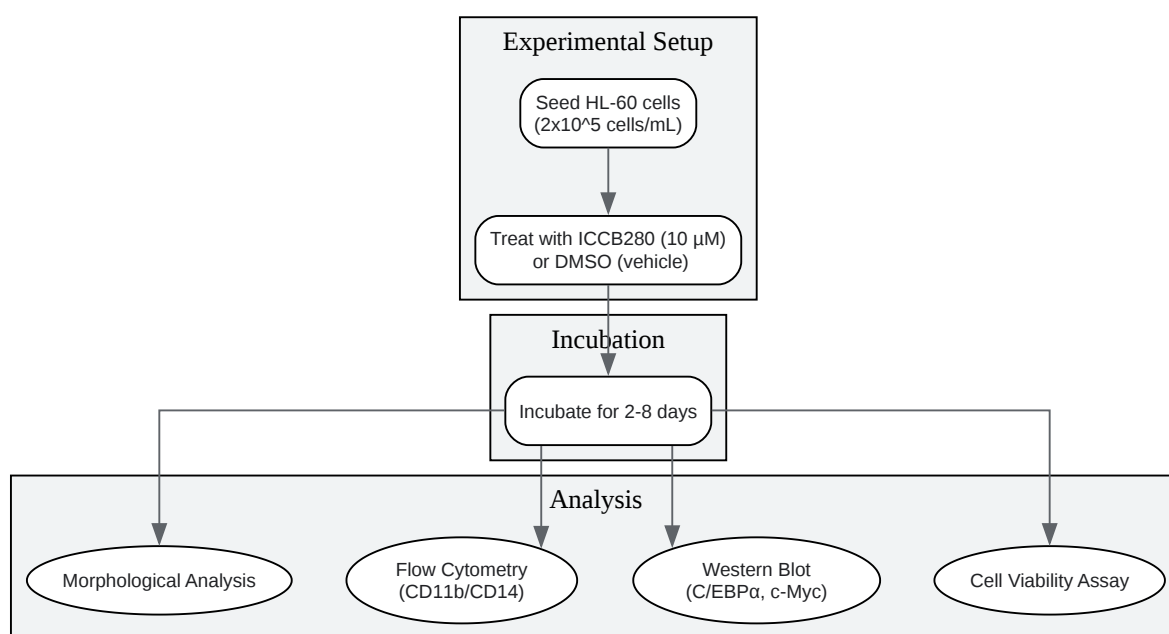 Experimental Setup
Seed HL-60 cells
(2x10^5 cells/mL)
Treat with ICCB280 (10 µM)
or DMSO (vehicle)
Incubation
Incubate for 2-8 days
Analysis
Morphological Analysis
Flow Cytometry
(CD11b/CD14)
Western Blot
(C/EBPα, c-Myc)
Cell Viability Assay